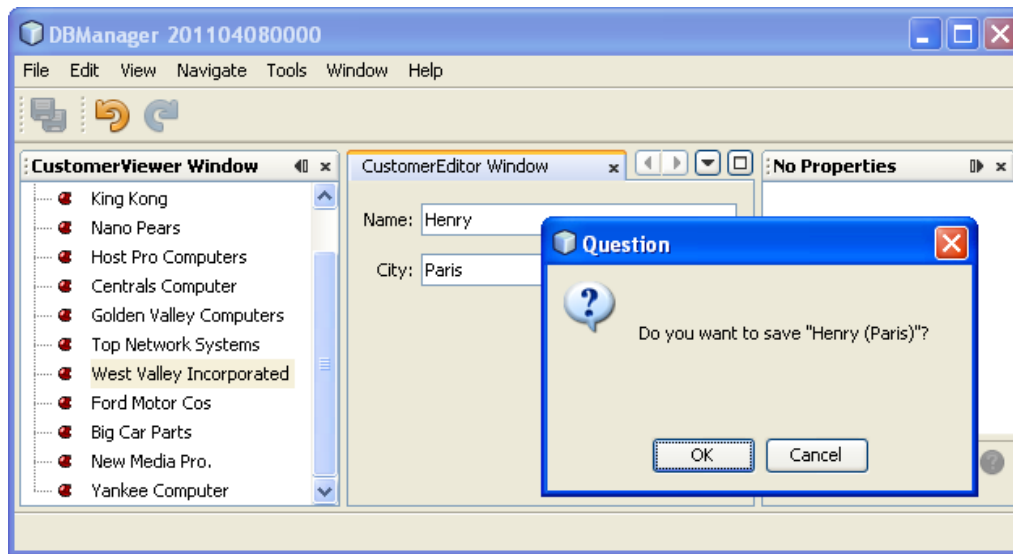 DBManager 201104080000
File Edit View Navigate Tools Window Help
CustomerViewer Window
King Kong
Nano Pears
Host Pro Computers
Centrals Computer
Golden Valley Computers
Top Network Systems
West Valley Incorporated
Ford Motor Cos
Big Car Parts
New Media Pro.
Yankee Computer
CustomerEditor Window
Name: Henry
City: Paris
No Properties
Question
Do you want to save "Henry (Paris)"?
OK Cancel